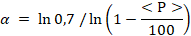 α = ln 0,7 / ln (1 − < P > / 100)